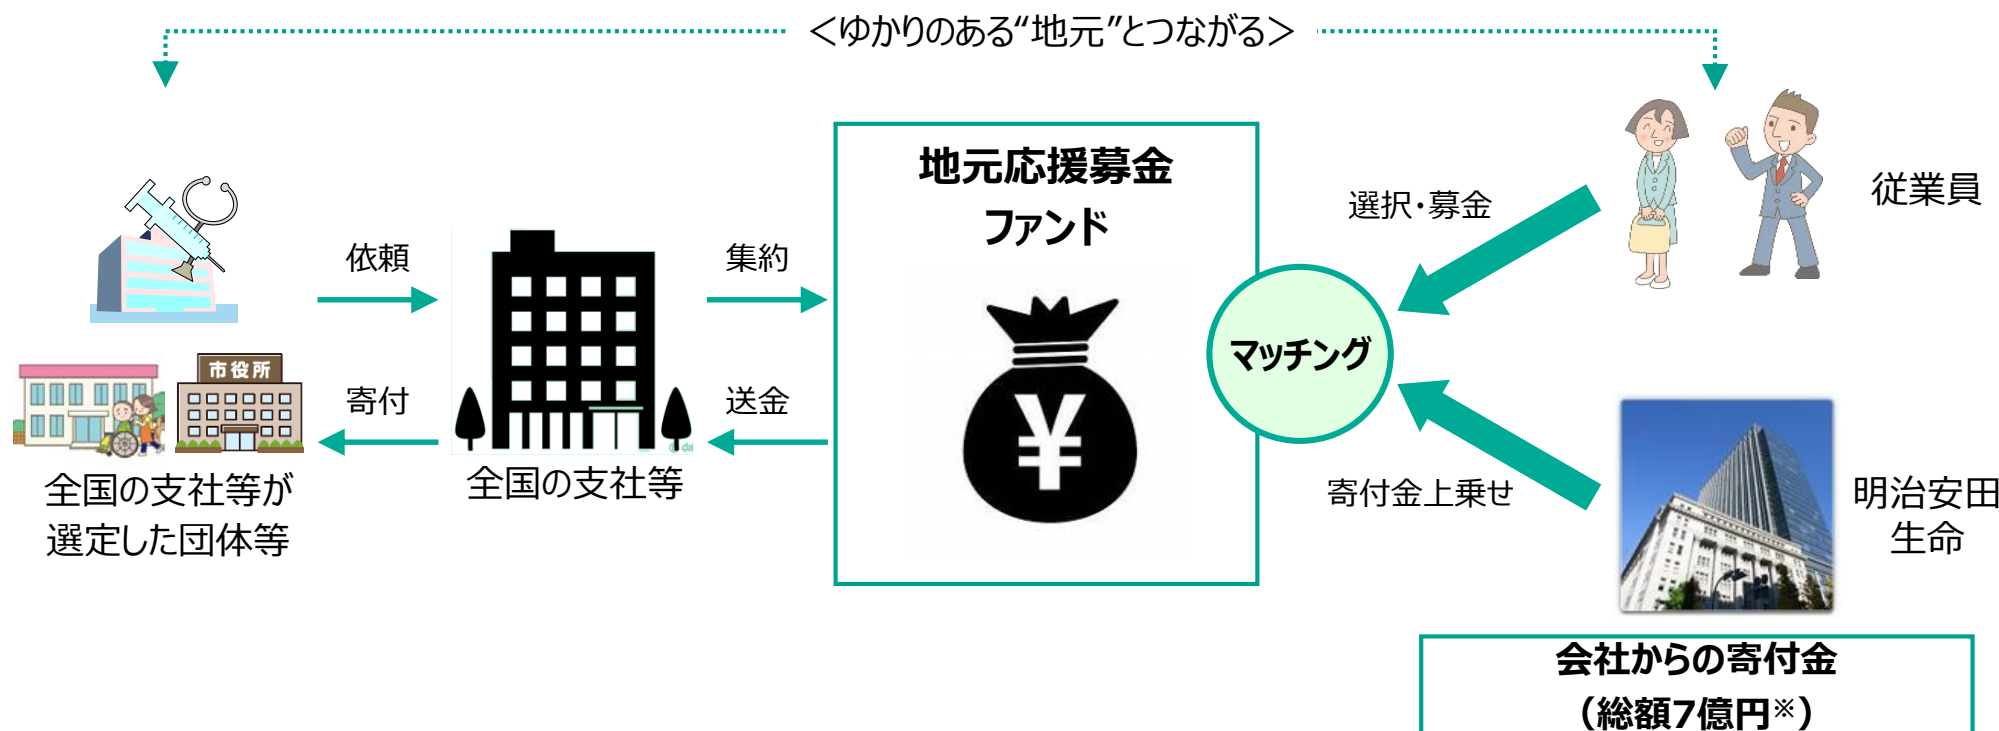 ＜ゆかりのある“地元”とつながる＞
地元応援募金
ファンド
選択・募金
従業員
依頼
集約
マッチング
市役所
寄付
送金
全国の支社等が
選定した団体等
全国の支社等
寄付金上乗せ
明治安田
生命
会社からの寄付金
（総額7億円※）